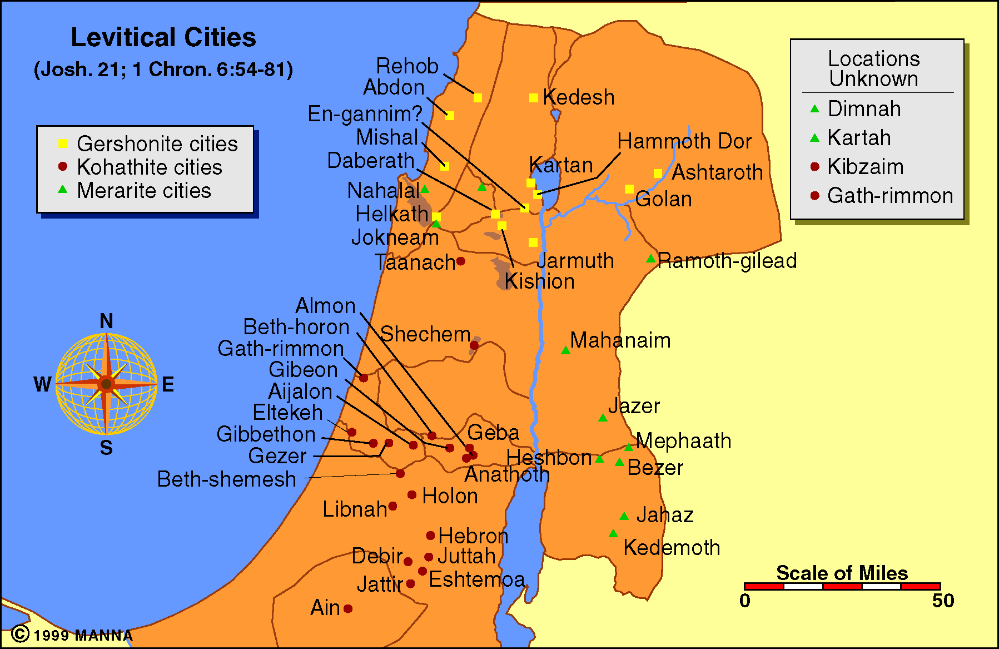 Levitical Cities
(Josh. 21; 1 Chron. 6:54-81)
Gershonite cities
Kohathite cities
Merarite cities
Locations
Unknown
Dimnah
Kartah
Kibzaim
Gath-rimmon
Rehob
Abdon
En-gannim?
Mishal
Daberath
Nahalal
Helkath
Jokneam
Taanach
Kedesh
Hammoth Dor
Kartan
Ashtaroth
Golan
Jarmuth
Kishion
Ramoth-gilead
Almon
Beth-horon
Gath-rimmon
Gibeon
Aijalon
Eltekeh
Gibbethon
Gezer
Beth-shemesh
Shechem
Mahanaim
Jazer
Geba
Mephaath
Heshbon
Bezer
Anathoth
Holon
Libnah
Jahaz
Hebron
Kedemoth
Debir
Juttah
Eshtemoa
Jattir
Ain
N
W
E
S
Scale of Miles
0
50
© 1999 MANNA